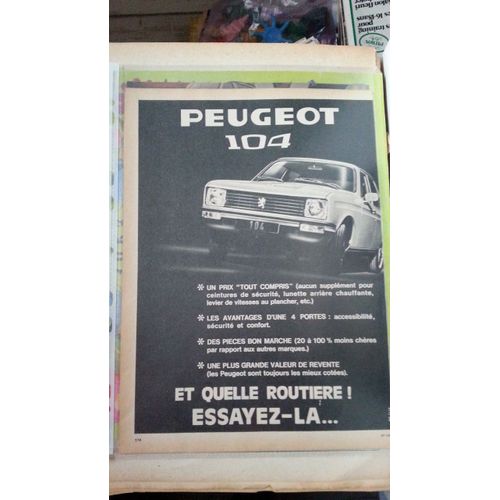 PEUGEOT
104
104
* UN PRIX "TOUT COMPRIS" (aucun supplément pour
ceintures de sécurité, lunette arrière chauffante,
levier de vitesses au plancher, etc.)
* LES AVANTAGES D'UNE 4 PORTES : accessibilité,
sécurité et confort.
* DES PIECES BON MARCHE (20 à 100 % moins chères
par rapport aux autres marques.)
* UNE PLUS GRANDE VALEUR DE REVENTE
(les Peugeot sont toujours les mieux cotées).
ET QUELLE ROUTIERE !
ESSAYEZ-LA...